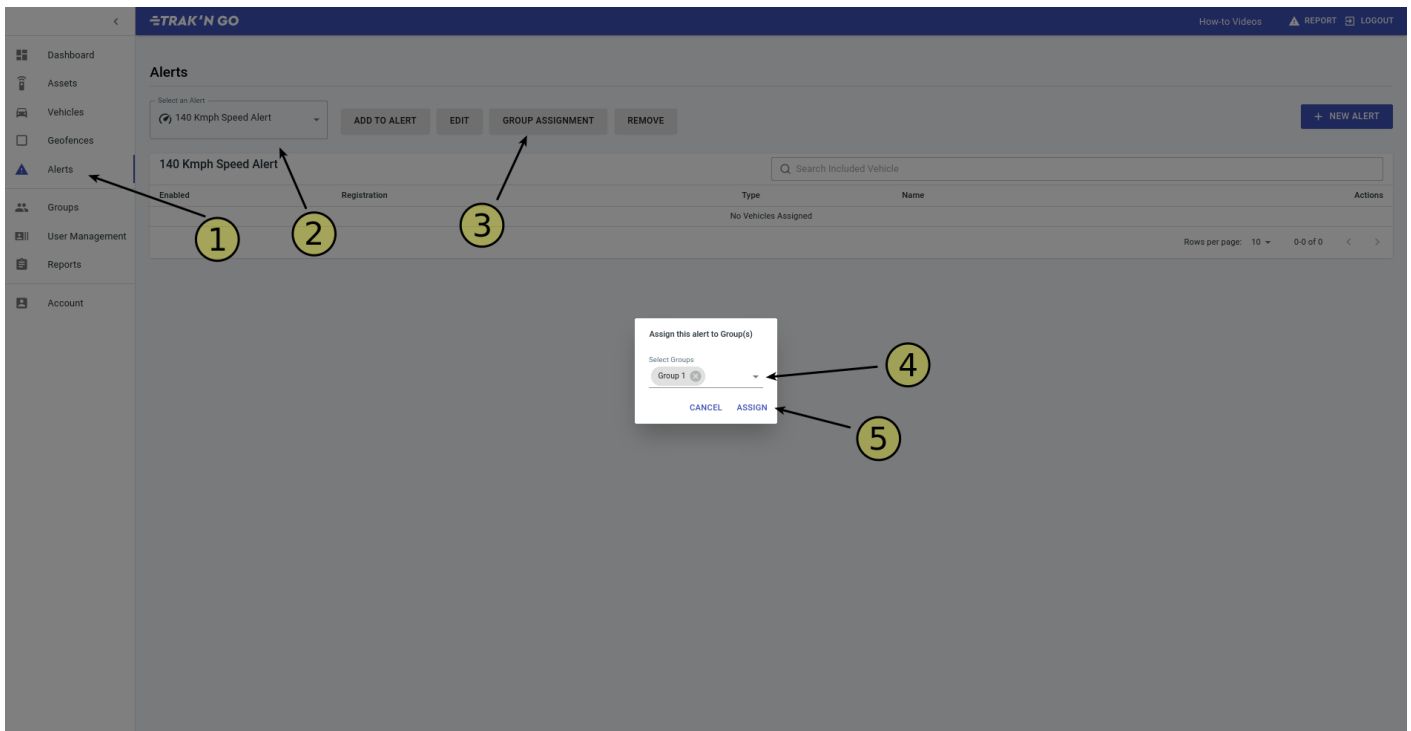 TRAK'N GO
How-to Videos
REPORT
LOGOUT
Dashboard
Assets
Vehicles
Geofences
Alerts
Groups
User Management
Reports
Account
Alerts
Select an Alert
140 Kmph Speed Alert
ADD TO ALERT
EDIT
GROUP ASSIGNMENT
REMOVE
+ NEW ALERT
140 Kmph Speed Alert
Search Included Vehicle
Enabled Registration Type Name Actions
No Vehicles Assigned
Rows per page: 10 0-0 of 0 < >
1
2
3
Assign this alert to Group(s)
Select Groups
Group 1
CANCEL ASSIGN
4
5